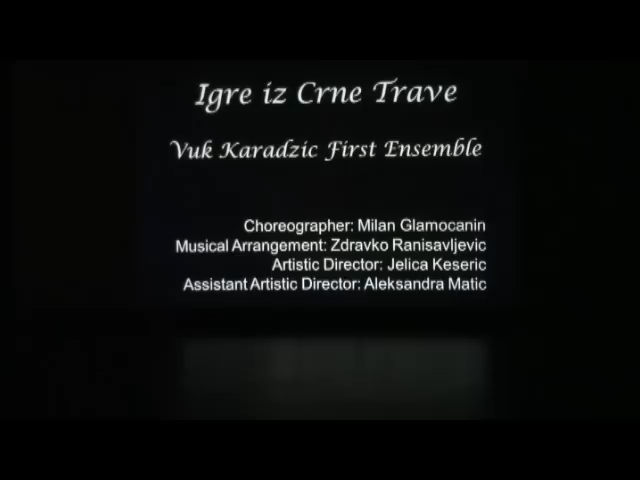 Igre iz Crne Trave
Vuk Karadzic First Ensemble
Choreographer: Milan Glamocanin
Musical Arrangement: Zdravko Ranisavljevic
Artistic Director: Jelica Keseric
Assistant Artistic Director: Aleksandra Matic